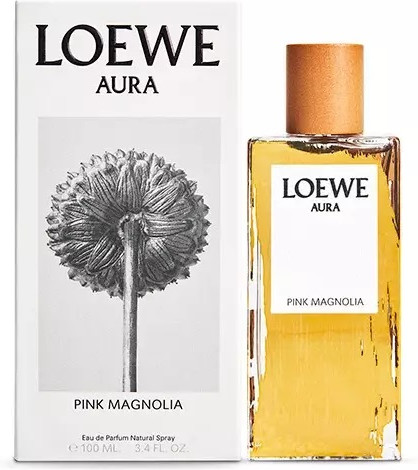 LOEWE
AURA
PINK MAGNOLIA
Eau de Parfum Natural Spray
℮ 100 ML. 3.4 FL. OZ.
LOEWE
AURA
PINK MAGNOLIA